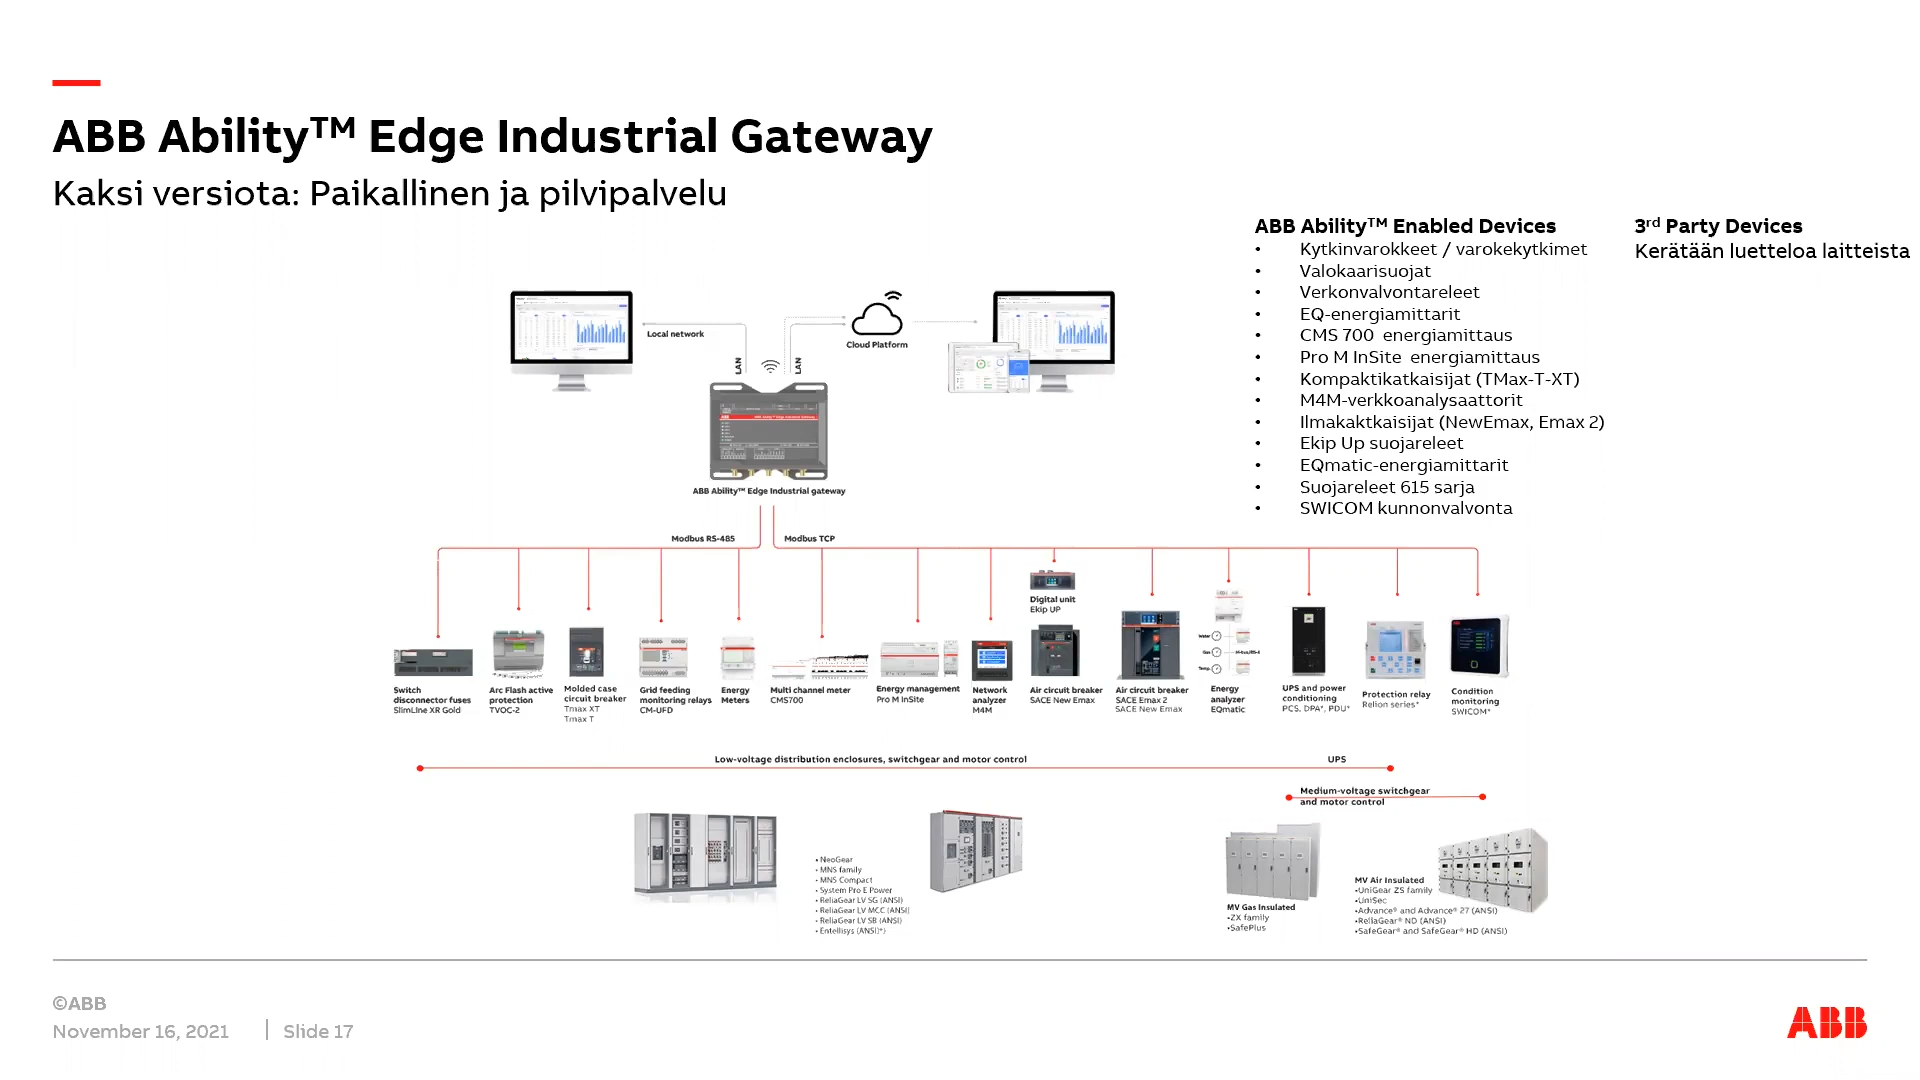 ABB Ability™ Edge Industrial Gateway
Kaksi versiota: Paikallinen ja pilvipalvelu
ABB Ability™ Enabled Devices
• Kytkinvarokkeet / varokekytkimet
• Valokaarisuojat
• Verkonvalvontareleet
• EQ-energiamittarit
• CMS 700 energiamittaus
• Pro M InSite energiamittaus
• Kompaktikatkaisijat (TMax-T-XT)
• M4M-verkkoanalysaattorit
• Ilmakaktkaisijat (NewEmax, Emax 2)
• Ekip Up suojareleet
• EQmatic-energiamittarit
• Suojareleet 615 sarja
• SWICOM kunnonvalvonta
3rd Party Devices
Kerätään luetteloa laitteista
Local network
LAN
LAN
Cloud Platform
ABB Ability™ Edge Industrial gateway
Modbus RS-485
Modbus TCP
Switch
disconnector fuses
SlimLine XR Gold
Arc Flash active
protection
TVOC-2
Molded case
circuit breaker
Tmax XT
Tmax T
Grid feeding
monitoring relays
CM-UFD
Energy
Meters
Multi channel meter
CMS700
Energy management
Pro M InSite
Network
analyzer
M4M
Digital unit
Ekip UP
Air circuit breaker
SACE New Emax
Air circuit breaker
SACE Emax 2
SACE New Emax
Water
Gas
Temp.
Energy
analyzer
EQmatic
UPS and power
conditioning
PCS, DPA*, PDU*
Protection relay
Relion series*
Condition
monitoring
SWICOM*
Low-voltage distribution enclosures, switchgear and motor control
UPS
Medium-voltage switchgear
and motor control
• NeoGear
• MNS family
• MNS Compact
• System Pro E Power
• ReliaGear LV SG (ANSI)
• ReliaGear LV MCC (ANSI)
• ReliaGear LV SB (ANSI)
• Entellisys (ANSI)*)
MV Gas Insulated
•ZX family
•SafePlus
MV Air Insulated
•UniGear ZS family
•UniSec
•Advance® and Advance® 27 (ANSI)
•ReliaGear® ND (ANSI)
•SafeGear® and SafeGear® HD (ANSI)
©ABB
November 16, 2021
Slide 17
ABB